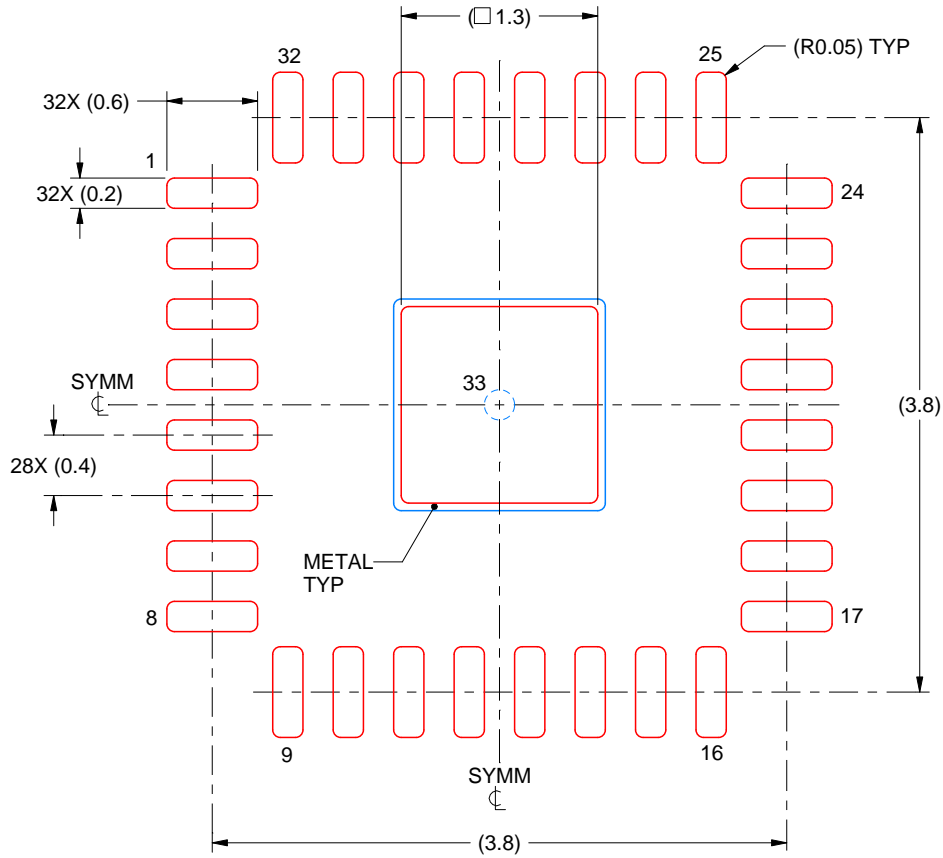 (□ 1.3)
32
25
(R0.05) TYP
32X (0.6)
1
32X (0.2)
24
SYMM
℄
33
(3.8)
28X (0.4)
METAL
TYP
8
17
9
16
SYMM
℄
(3.8)